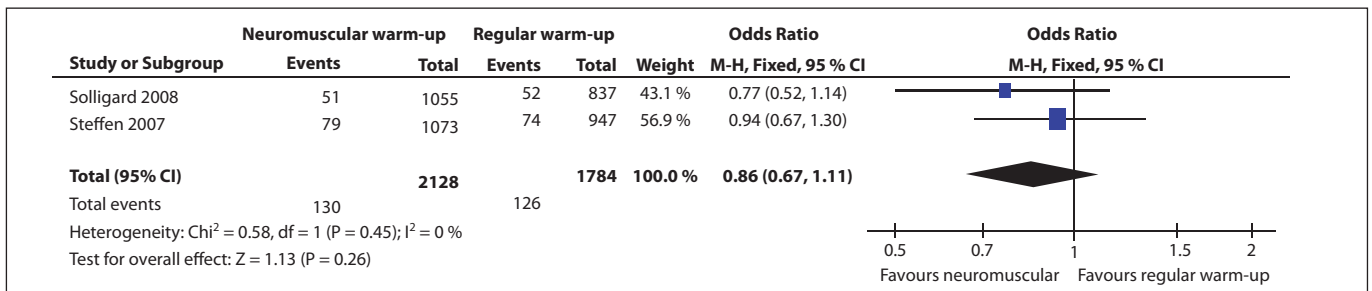 Neuromuscular warm-up Regular warm-up Odds Ratio Odds Ratio
Study or Subgroup Events Total Events Total Weight M-H, Fixed, 95 % CI M-H, Fixed, 95 % CI
Solligard 2008 51 1055 52 837 43.1 % 0.77 (0.52, 1.14)
Steffen 2007 79 1073 74 947 56.9 % 0.94 (0.67, 1.30)
Total (95% CI) 2128 1784 100.0 % 0.86 (0.67, 1.11)
Total events 130 126
Heterogeneity: Chi² = 0.58, df = 1 (P = 0.45); I² = 0 %
Test for overall effect: Z = 1.13 (P = 0.26)
0.5 0.7 1 1.5 2
Favours neuromuscular Favours regular warm-up